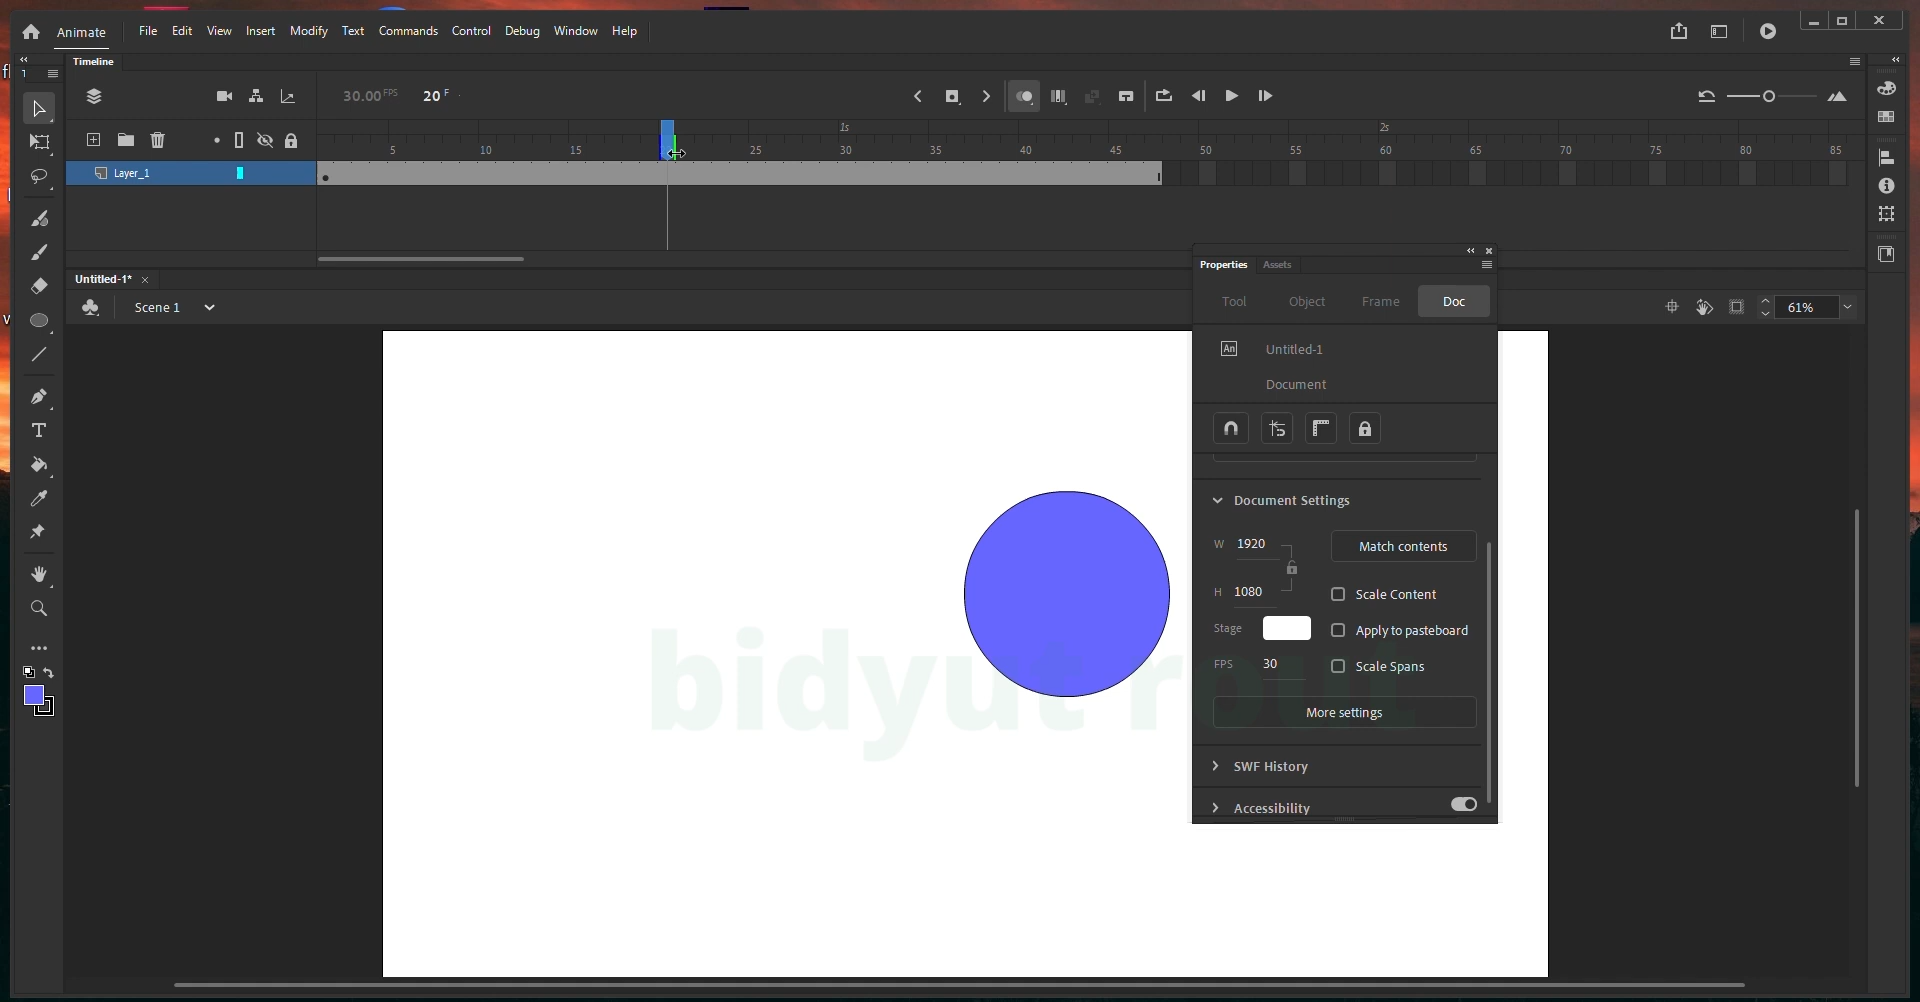 Animate File Edit View Insert Modify Text Commands Control Debug Window Help
Timeline
30.00 FPS 20 F
1s 2s
5 10 15 25 30 35 40 45 50 55 60 65 70 75 80 85
Layer_1
Properties Assets
Untitled-1*
Tool Object Frame Doc
Scene 1
61%
An Untitled-1
Document
Document Settings
W 1920 Match contents
H 1080 Scale Content
Stage Apply to pasteboard
FPS 30 Scale Spans
More settings
SWF History
Accessibility
bidyut rout